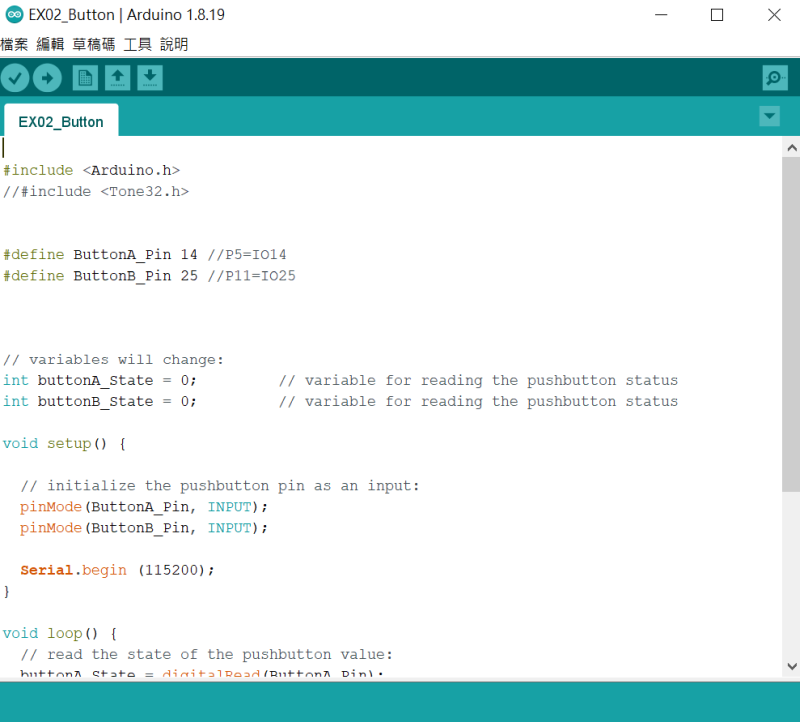 EX02_Button | Arduino 1.8.19
檔案 編輯 草稿碼 工具 說明
EX02_Button
#include <Arduino.h>
//#include <Tone32.h>
#define ButtonA_Pin 14 //P5=IO14
#define ButtonB_Pin 25 //P11=IO25
// variables will change:
int buttonA_State = 0;         // variable for reading the pushbutton status
int buttonB_State = 0;         // variable for reading the pushbutton status
void setup() {
  // initialize the pushbutton pin as an input:
  pinMode(ButtonA_Pin, INPUT);
  pinMode(ButtonB_Pin, INPUT);
  Serial.begin (115200);
}
void loop() {
  // read the state of the pushbutton value:
  buttonA_State = digitalRead(ButtonA_Pin);